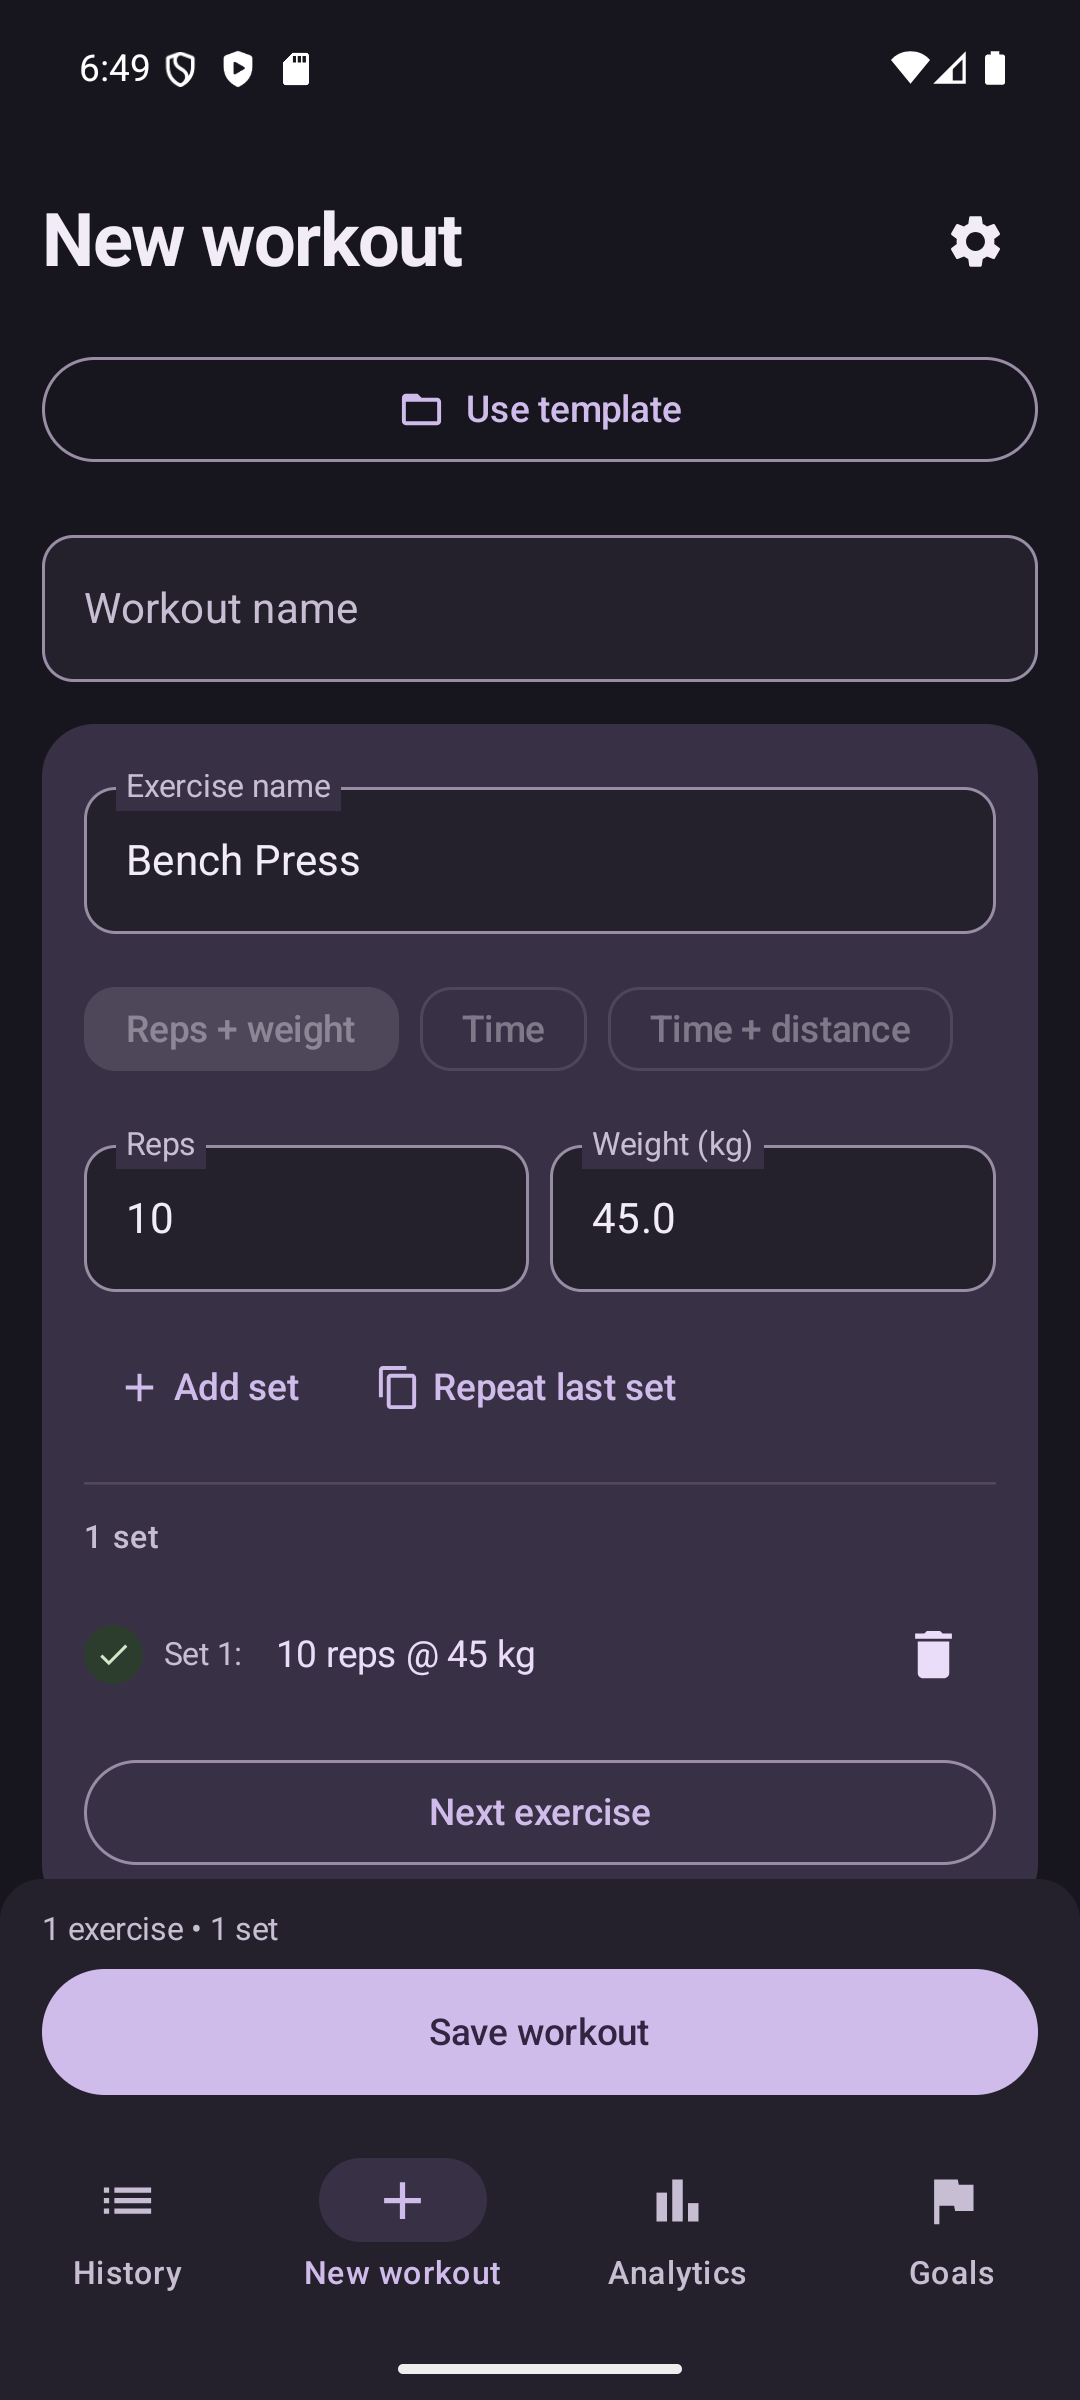 6:49
New workout
Use template
Workout name
Exercise name
Bench Press
Reps + weight
Time
Time + distance
Reps
Weight (kg)
10
45.0
Add set
Repeat last set
1 set
Set 1: 10 reps @ 45 kg
Next exercise
1 exercise • 1 set
Save workout
History
New workout
Analytics
Goals